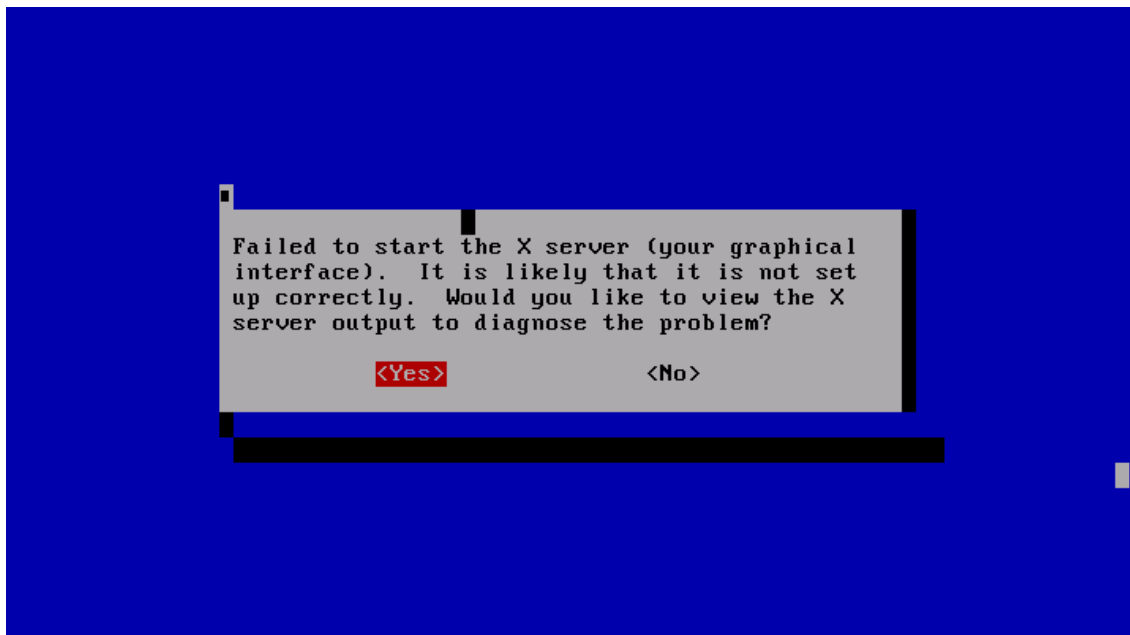 Failed to start the X server (your graphical
interface).  It is likely that it is not set
up correctly.  Would you like to view the X
server output to diagnose the problem?
<Yes> <No>